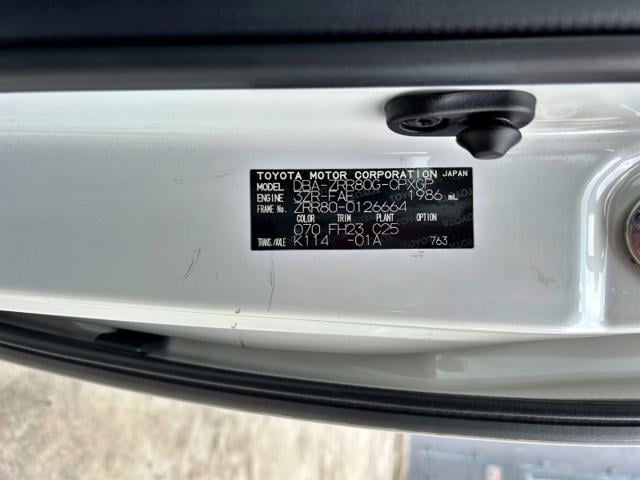 TOYOTA MOTOR CORPORATION JAPAN
MODEL DBA-ZRR80G-CPXGP
ENGINE 3ZR-FAE 1986 mL
FRAME No. ZRR80-0126664
COLOR TRIM PLANT OPTION
070 FH23 C25
TRANS./AXLE K114 -01A 763